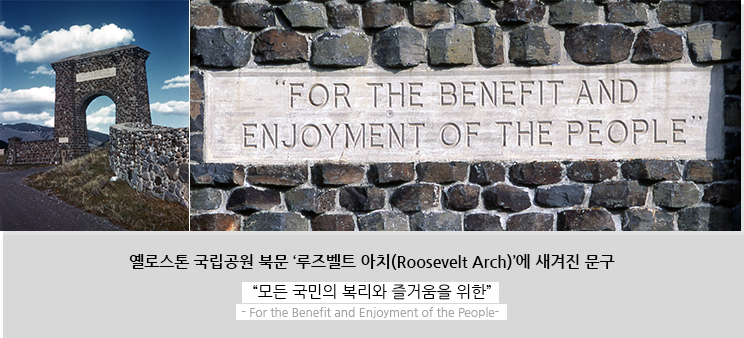 “FOR THE BENEFIT AND
ENJOYMENT OF THE PEOPLE”
옐로스톤 국립공원 북문 ‘루즈벨트 아치(Roosevelt Arch)’에 새겨진 문구
“모든 국민의 복리와 즐거움을 위한”
- For the Benefit and Enjoyment of the People-